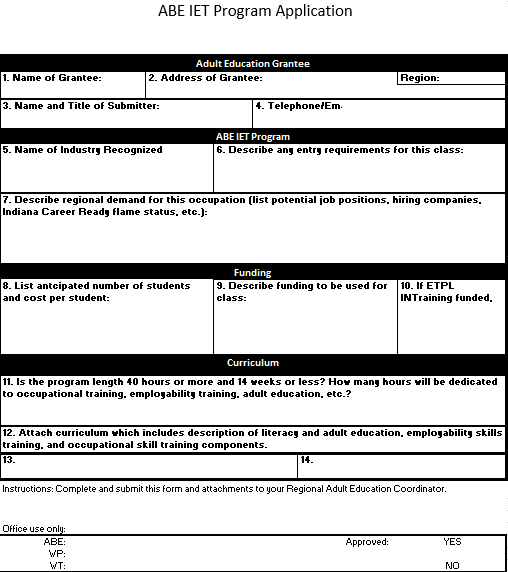 ABE IET Program Application
Adult Education Grantee
1. Name of Grantee:
2. Address of Grantee:
Region:
3. Name and Title of Submitter:
4. Telephone/Em
ABE IET Program
5. Name of Industry Recognized
6. Describe any entry requirements for this class:
7. Describe regional demand for this occupation (list potential job positions, hiring companies,
Indiana Career Ready flame status, etc.):
Funding
8. List antcipated number of students
and cost per student:
9. Describe funding to be used for
class:
10. If ETPL
INTraining funded,
Curriculum
11. Is the program length 40 hours or more and 14 weeks or less? How many hours will be dedicated
to occupational training, employability training, adult education, etc.?
12. Attach curriculum which includes description of literacy and adult education, employability skills
training, and occupational skill training components.
13.
14.
Instructions: Complete and submit this form and attachments to your Regional Adult Education Coordinator.
Office use only:
ABE:
Approved:
YES
WP:
WT:
NO